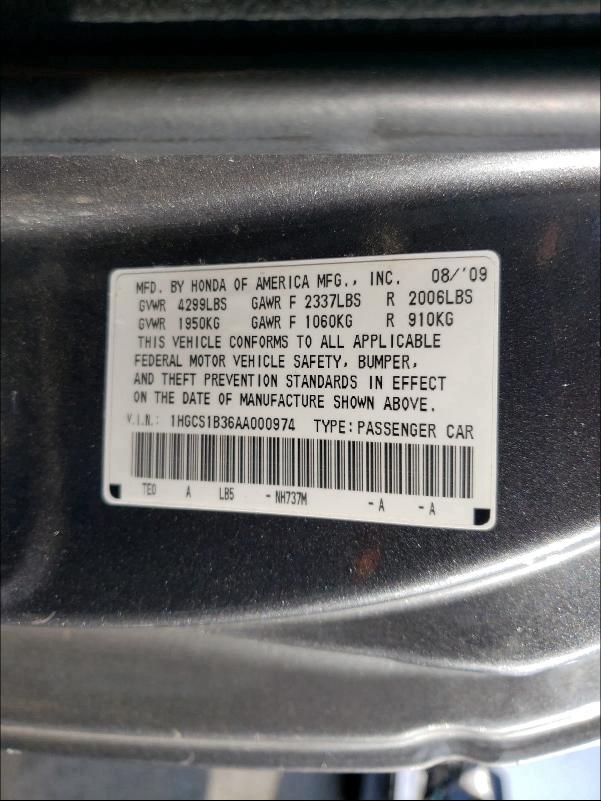 MFD. BY HONDA OF AMERICA MFG., INC. 08/'09
GVWR 4299LBS GAWR F 2337LBS R 2006LBS
GVWR 1950KG GAWR F 1060KG R 910KG
THIS VEHICLE CONFORMS TO ALL APPLICABLE
FEDERAL MOTOR VEHICLE SAFETY, BUMPER,
AND THEFT PREVENTION STANDARDS IN EFFECT
ON THE DATE OF MANUFACTURE SHOWN ABOVE.
V.I.N.: 1HGCS1B36AA000974 TYPE:PASSENGER CAR
TE0 A LB5 - NH737M - A - A